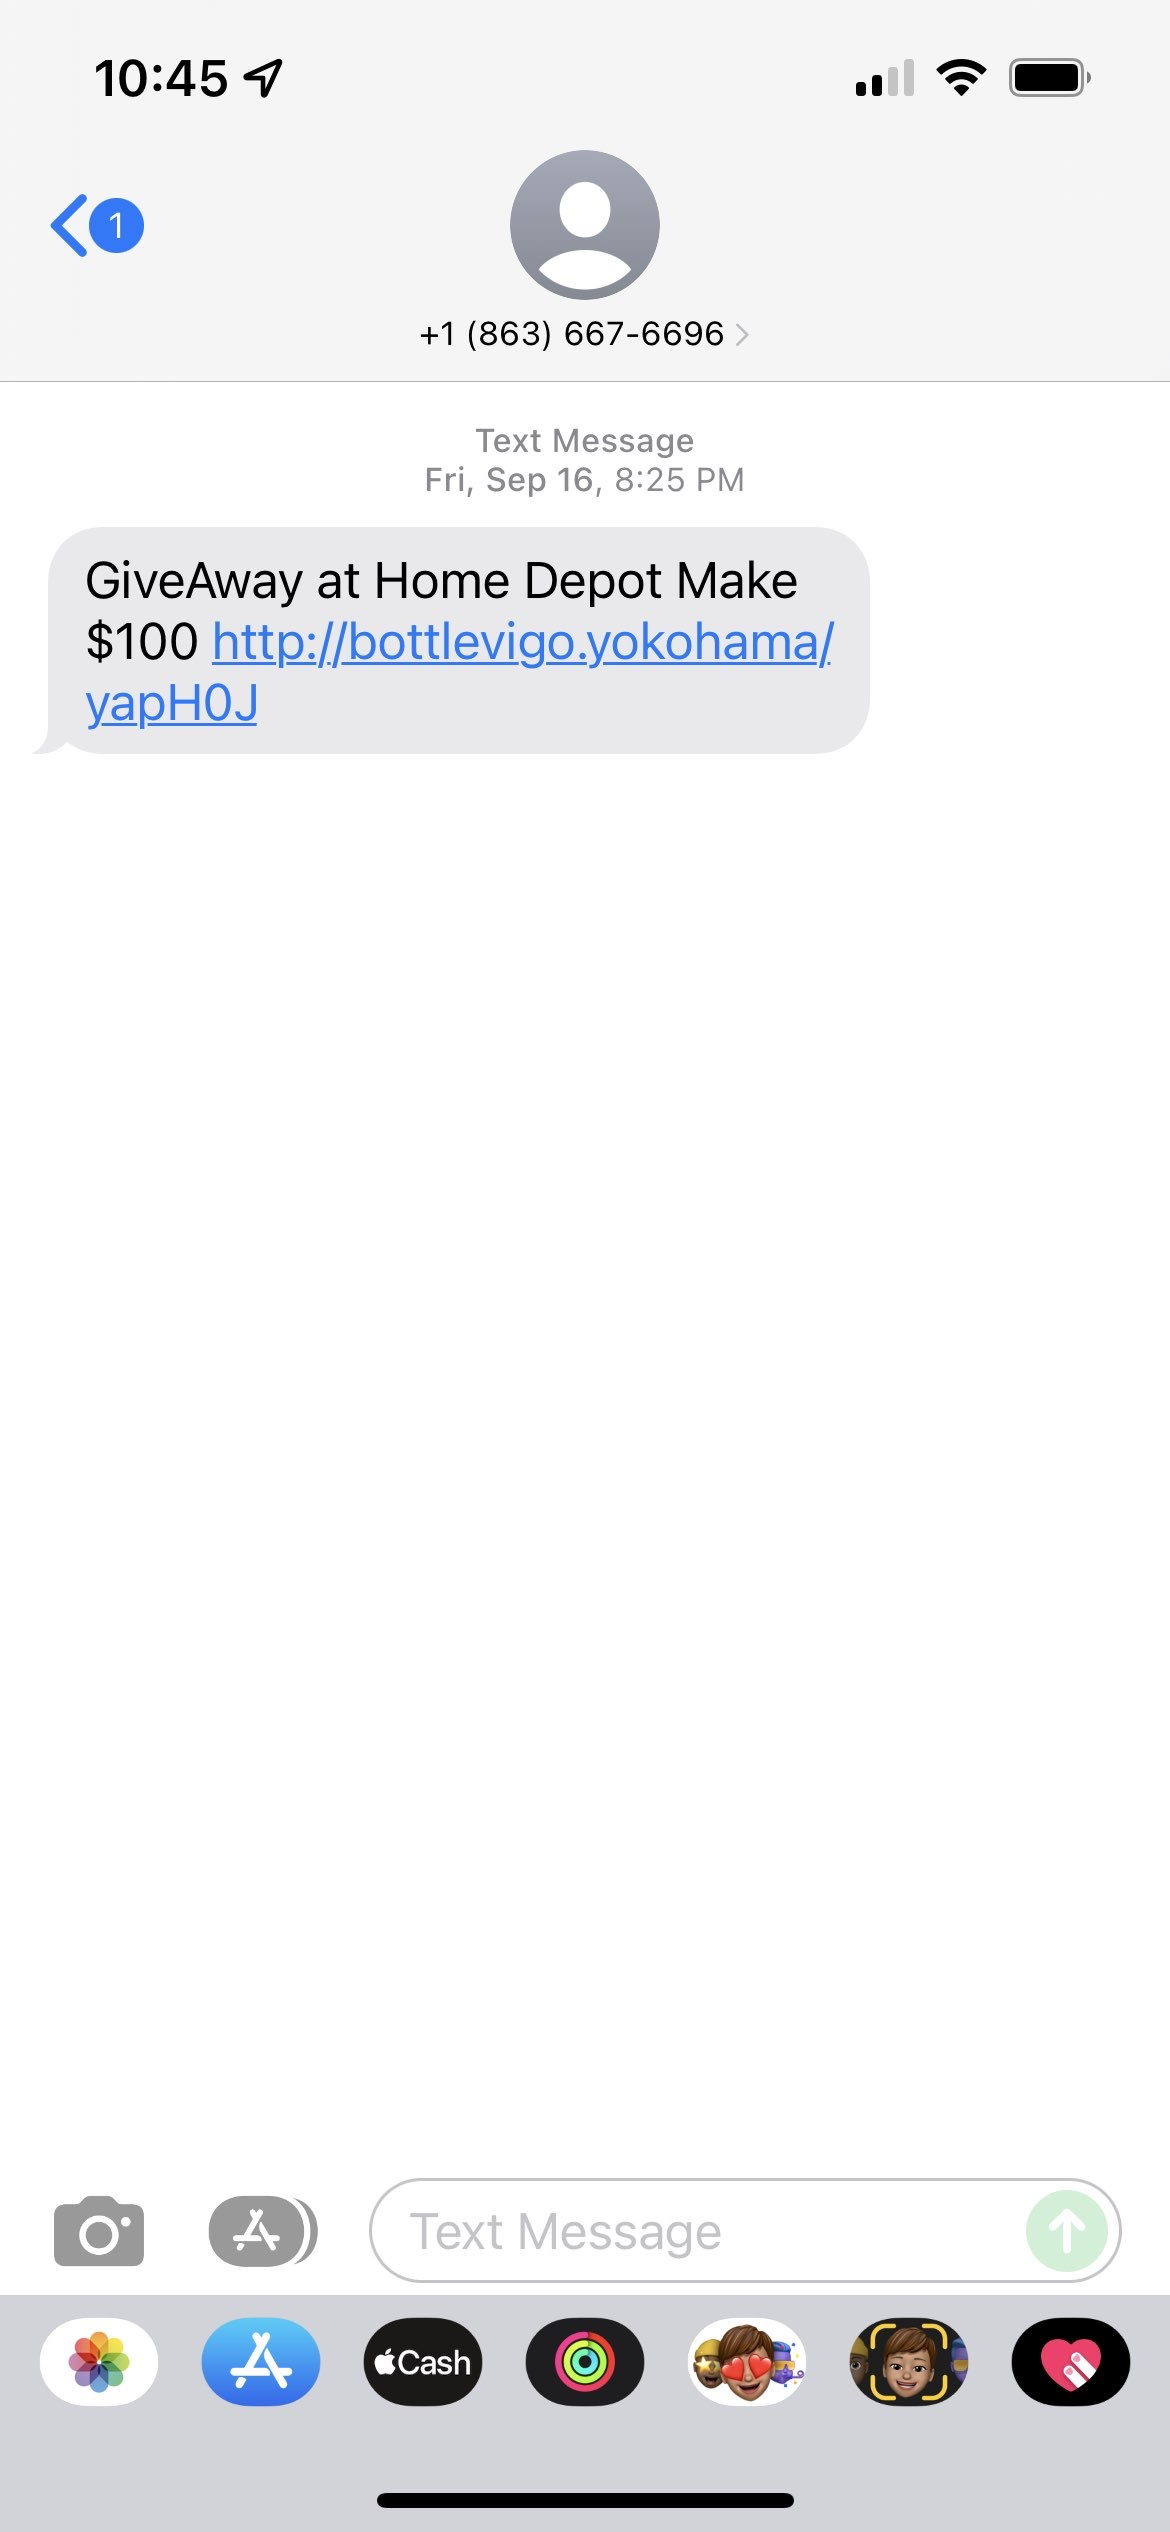 10:45
1
+1 (863) 667-6696
Text Message
Fri, Sep 16, 8:25 PM
GiveAway at Home Depot Make
$100 http://bottlevigo.yokohama/
yapH0J
Text Message
Cash